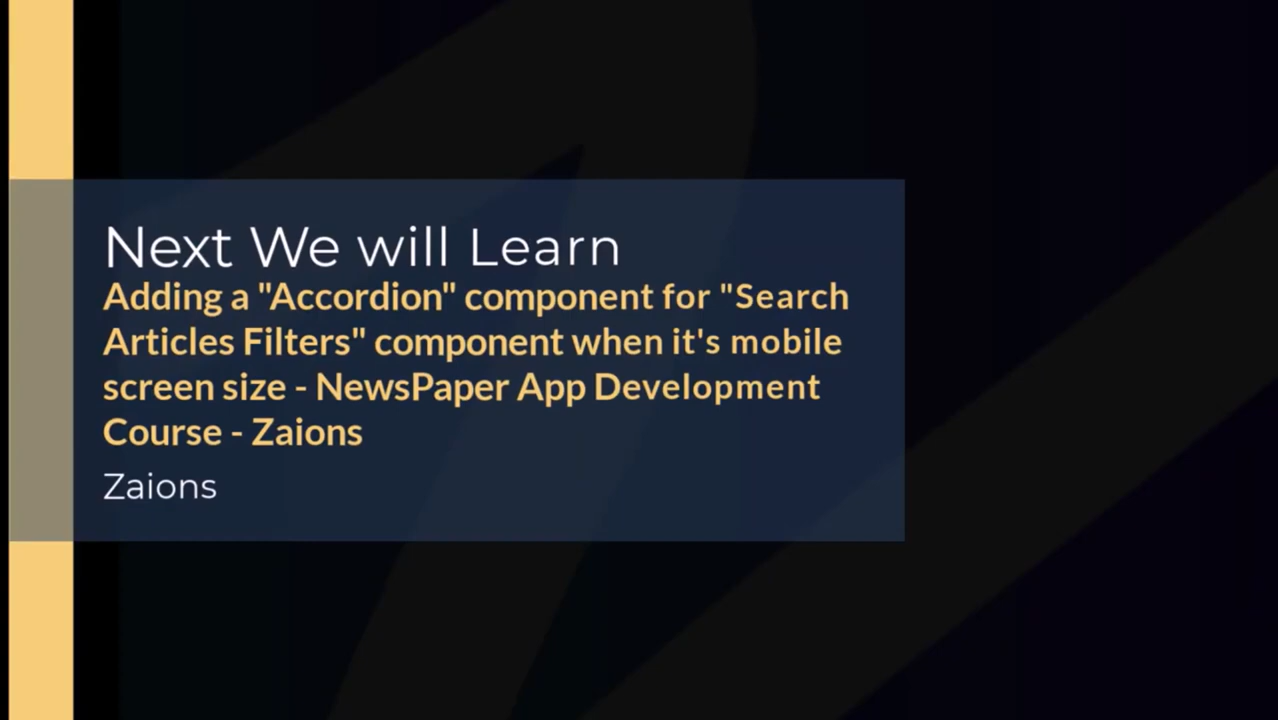 Next We will Learn
Adding a "Accordion" component for "Search
Articles Filters" component when it's mobile
screen size - NewsPaper App Development
Course - Zaions
Zaions